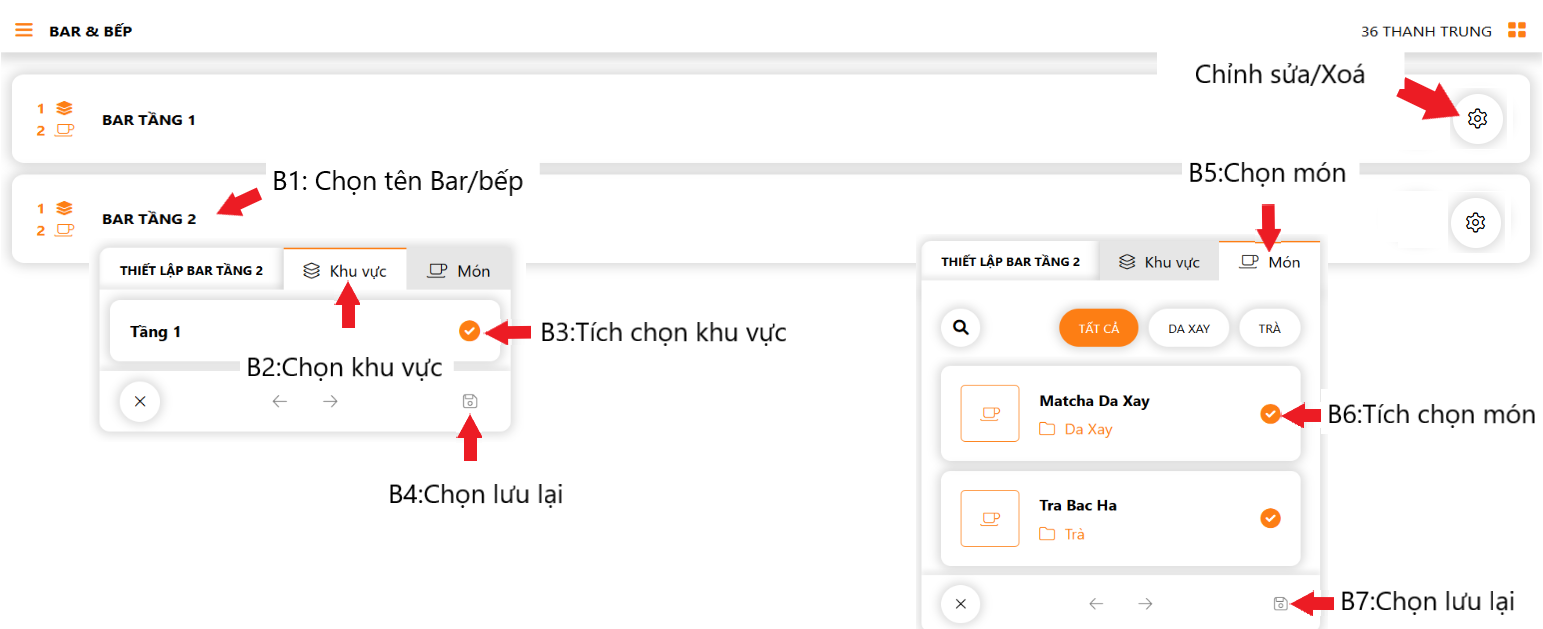 BAR & BẾP
36 THANH TRUNG
Chỉnh sửa/Xoá
1
2
BAR TẦNG 1
B1: Chọn tên Bar/bếp
B5:Chọn món
1
2
BAR TẦNG 2
THIẾT LẬP BAR TẦNG 2
Khu vực
Món
Tầng 1
B3:Tích chọn khu vực
B2:Chọn khu vực
B4:Chọn lưu lại
THIẾT LẬP BAR TẦNG 2
Khu vực
Món
TẤT CẢ
DA XAY
TRÀ
Matcha Da Xay
Da Xay
B6:Tích chọn món
Tra Bac Ha
Trà
B7:Chọn lưu lại